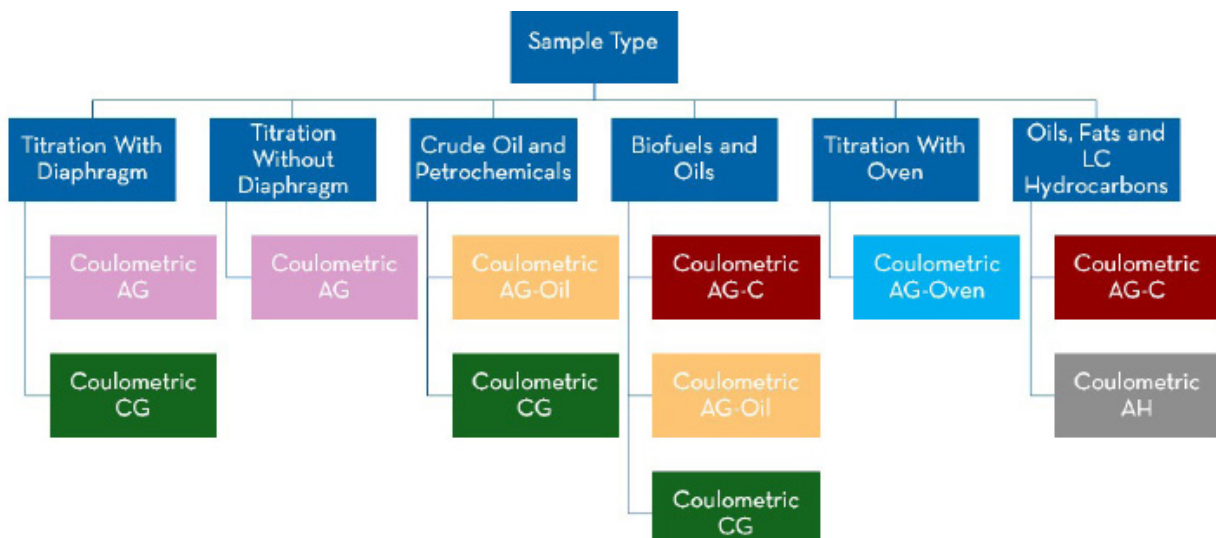 Sample Type
Titration With
Diaphragm
Titration
Without
Diaphragm
Crude Oil and
Petrochemicals
Biofuels and
Oils
Titration With
Oven
Oils, Fats and
LC
Hydrocarbons
Coulometric
AG
Coulometric
AG
Coulometric
AG-Oil
Coulometric
AG-C
Coulometric
AG-Oven
Coulometric
AG-C
Coulometric
CG
Coulometric
CG
Coulometric
AG-Oil
Coulometric
AH
Coulometric
CG